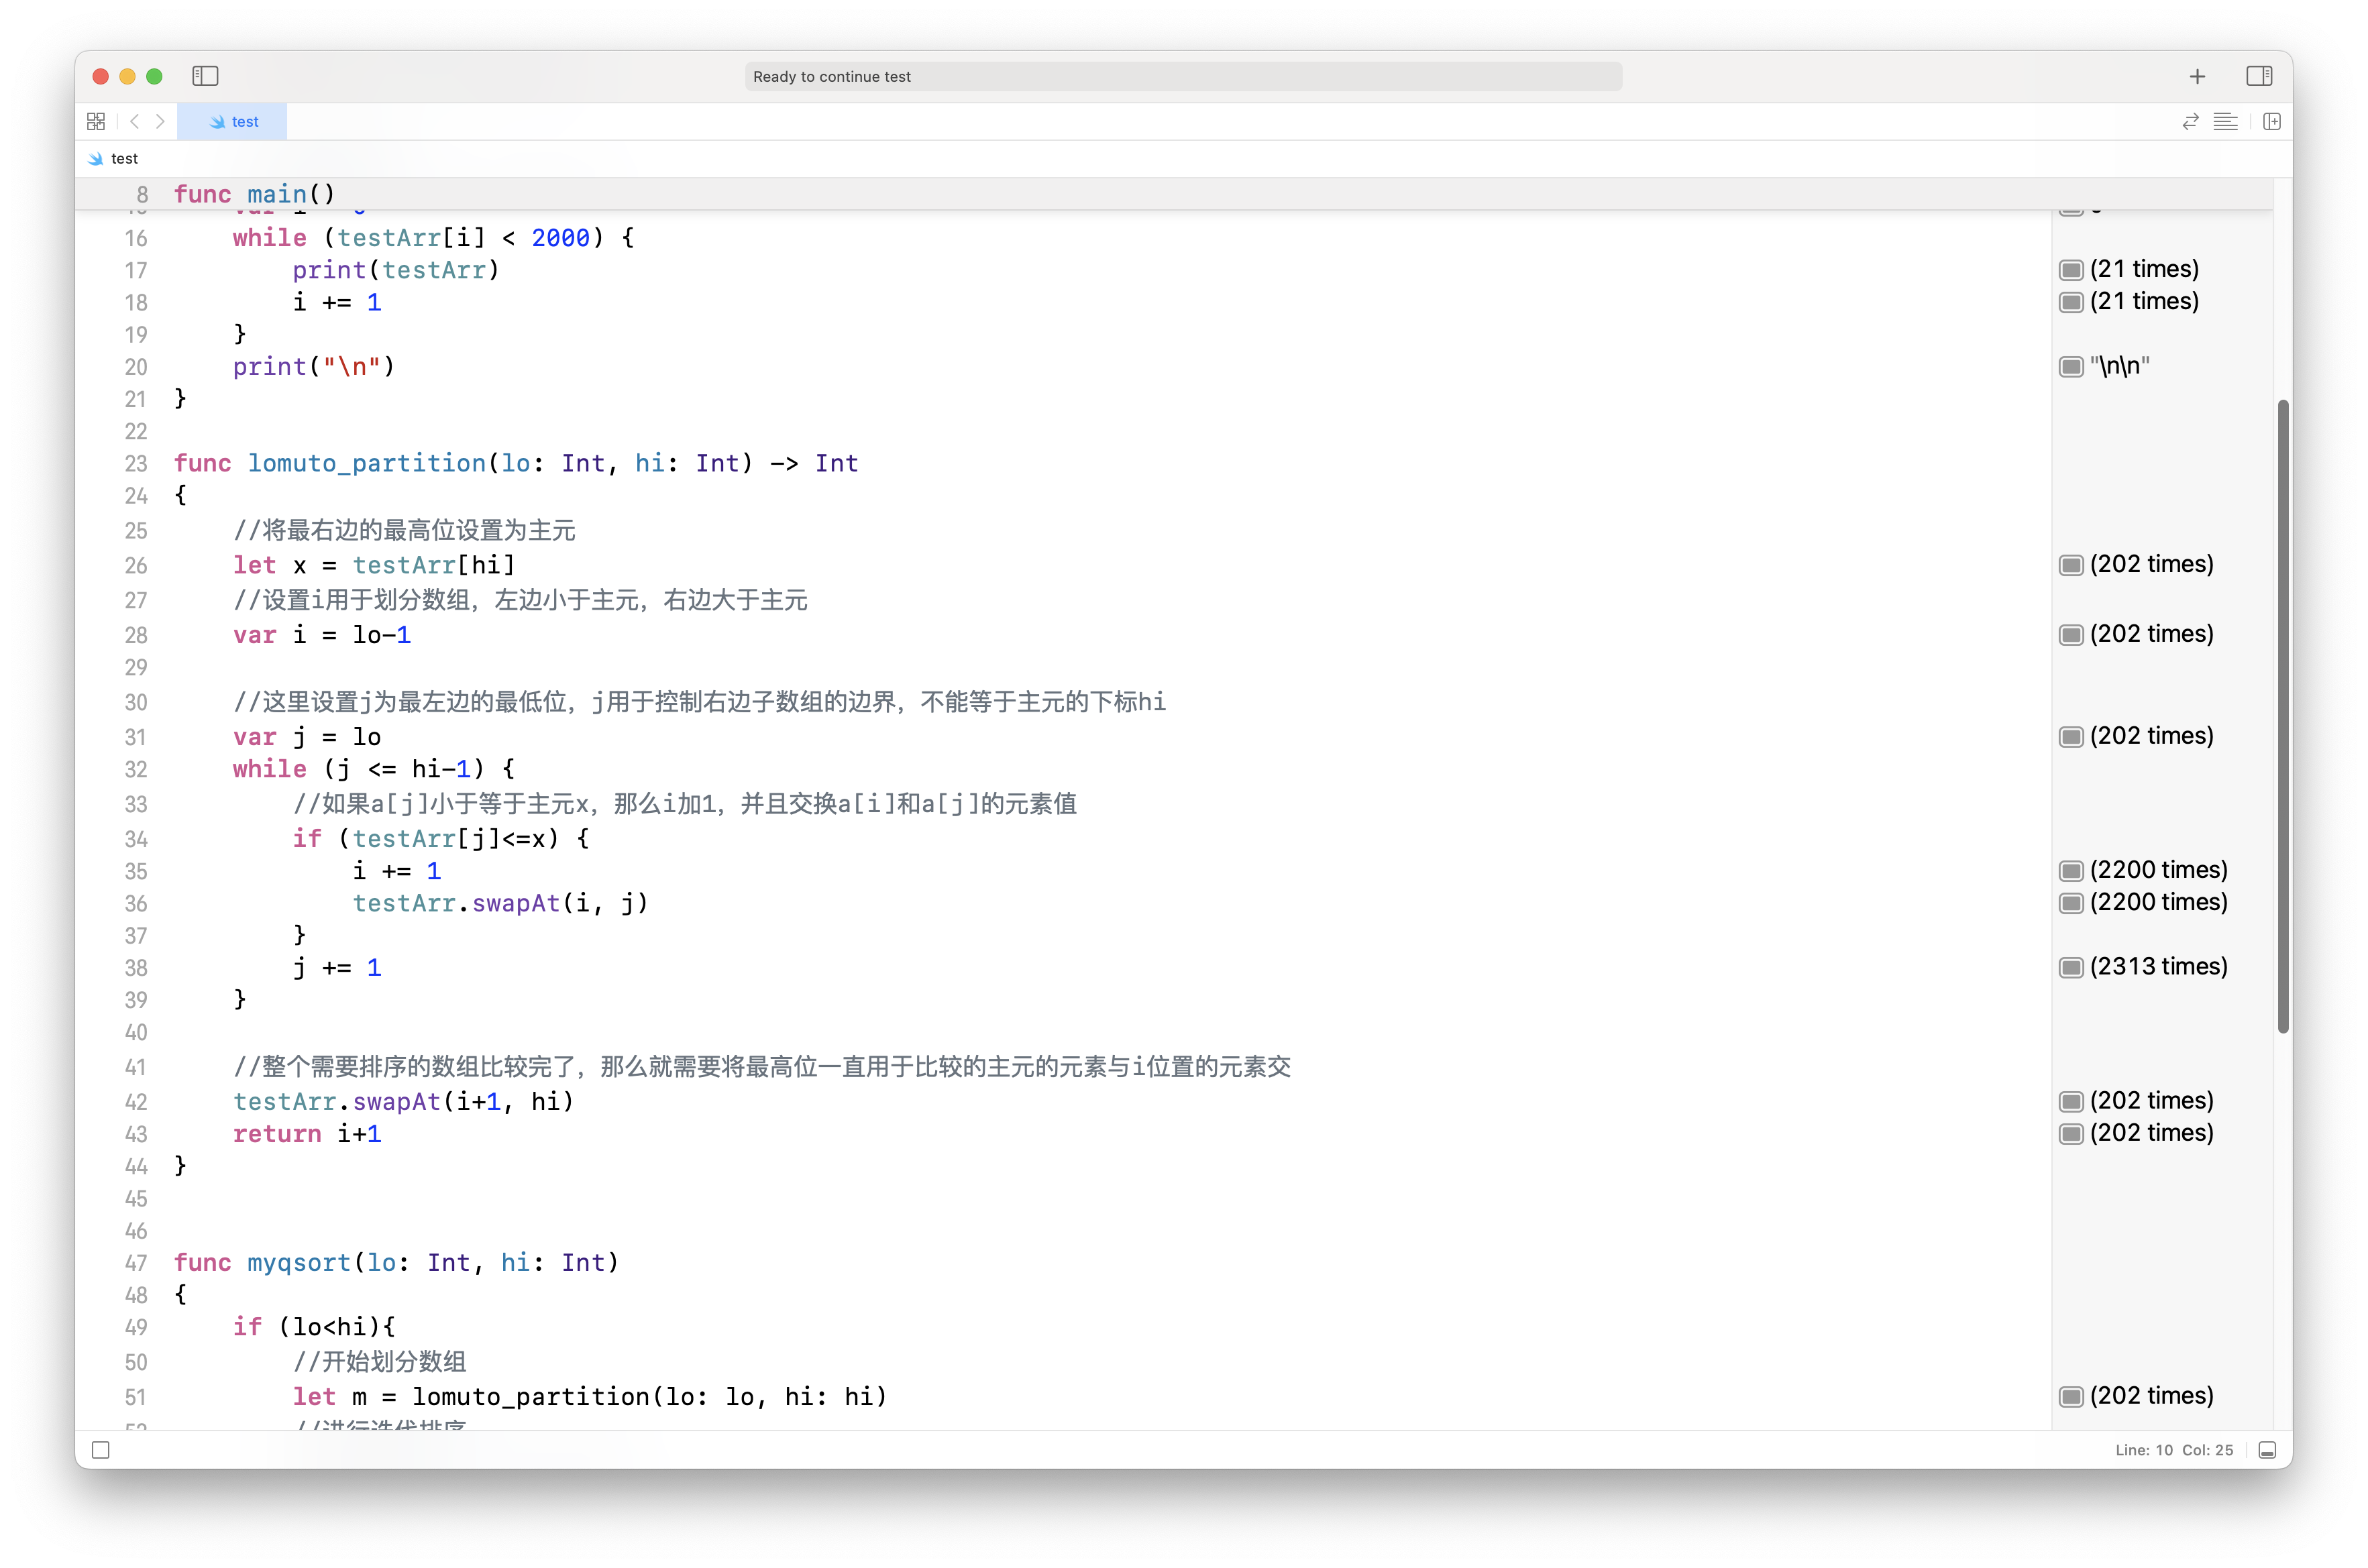 Ready to continue test
test
test
8 func main()
16 while (testArr[i] < 2000) {
17 print(testArr) (21 times)
18 i += 1 (21 times)
19 }
20 print("\n") "\n\n"
21 }
22
23 func lomuto_partition(lo: Int, hi: Int) -> Int
24 {
25 //将最右边的最高位设置为主元
26 let x = testArr[hi] (202 times)
27 //设置i用于划分数组，左边小于主元，右边大于主元
28 var i = lo-1 (202 times)
29
30 //这里设置j为最左边的最低位，j用于控制右边子数组的边界，不能等于主元的下标hi
31 var j = lo (202 times)
32 while (j <= hi-1) {
33 //如果a[j]小于等于主元x，那么i加1，并且交换a[i]和a[j]的元素值
34 if (testArr[j]<=x) {
35 i += 1 (2200 times)
36 testArr.swapAt(i, j) (2200 times)
37 }
38 j += 1 (2313 times)
39 }
40
41 //整个需要排序的数组比较完了，那么就需要将最高位一直用于比较的主元的元素与i位置的元素交
42 testArr.swapAt(i+1, hi) (202 times)
43 return i+1 (202 times)
44 }
45
46
47 func myqsort(lo: Int, hi: Int)
48 {
49 if (lo<hi){
50 //开始划分数组
51 let m = lomuto_partition(lo: lo, hi: hi) (202 times)
Line: 10 Col: 25